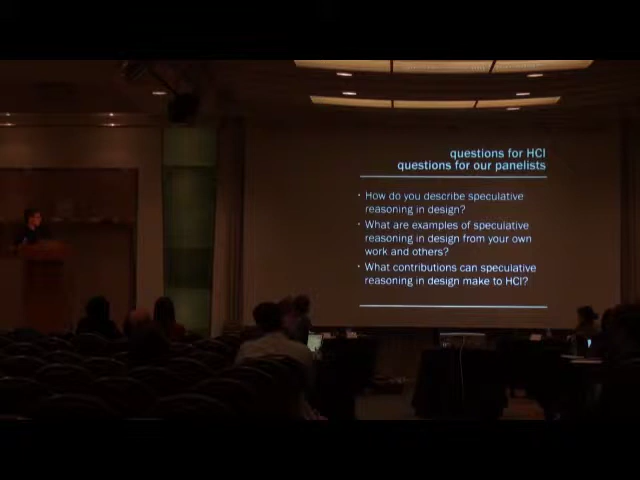 questions for HCI
questions for our panelists
· How do you describe speculative
reasoning in design?
· What are examples of speculative
reasoning in design from your own
work and others?
· What contributions can speculative
reasoning in design make to HCI?